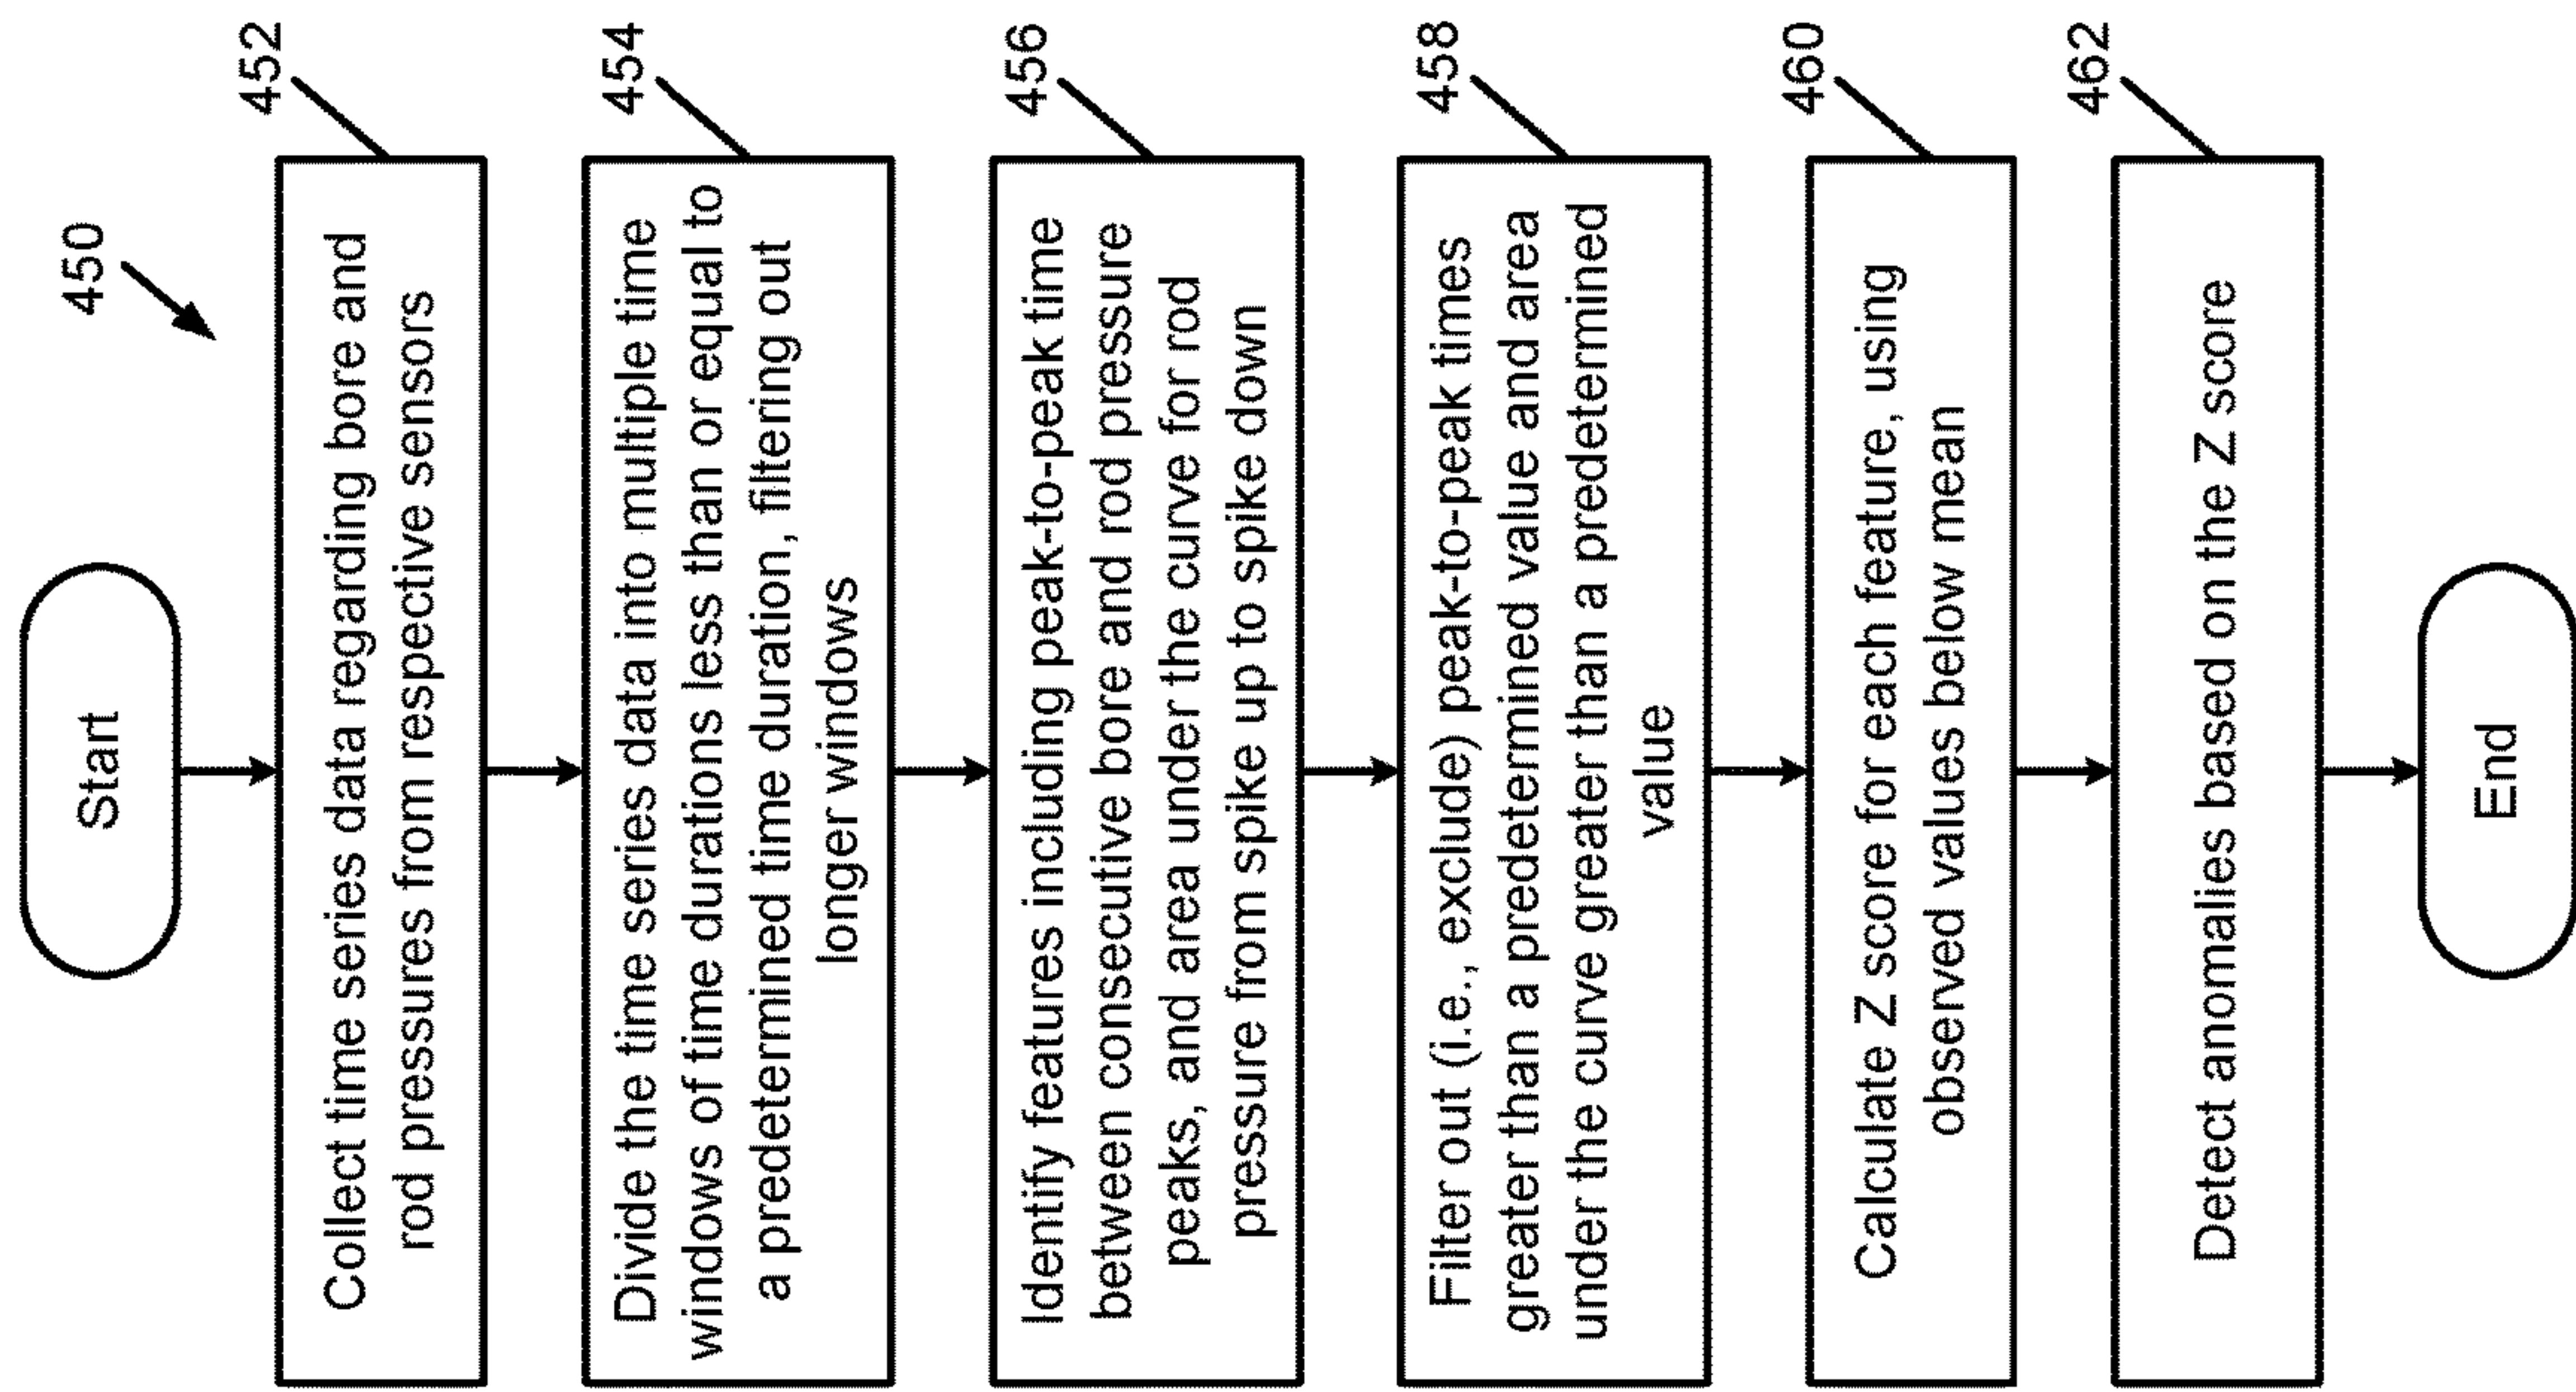 450
Start
452
Collect time series data regarding bore and
rod pressures from respective sensors
454
Divide the time series data into multiple time
windows of time durations less than or equal to
a predetermined time duration, filtering out
longer windows
456
Identify features including peak-to-peak time
between consecutive bore and rod pressure
peaks, and area under the curve for rod
pressure from spike up to spike down
458
Filter out (i.e., exclude) peak-to-peak times
greater than a predetermined value and area
under the curve greater than a predetermined
value
460
Calculate Z score for each feature, using
observed values below mean
462
Detect anomalies based on the Z score
End